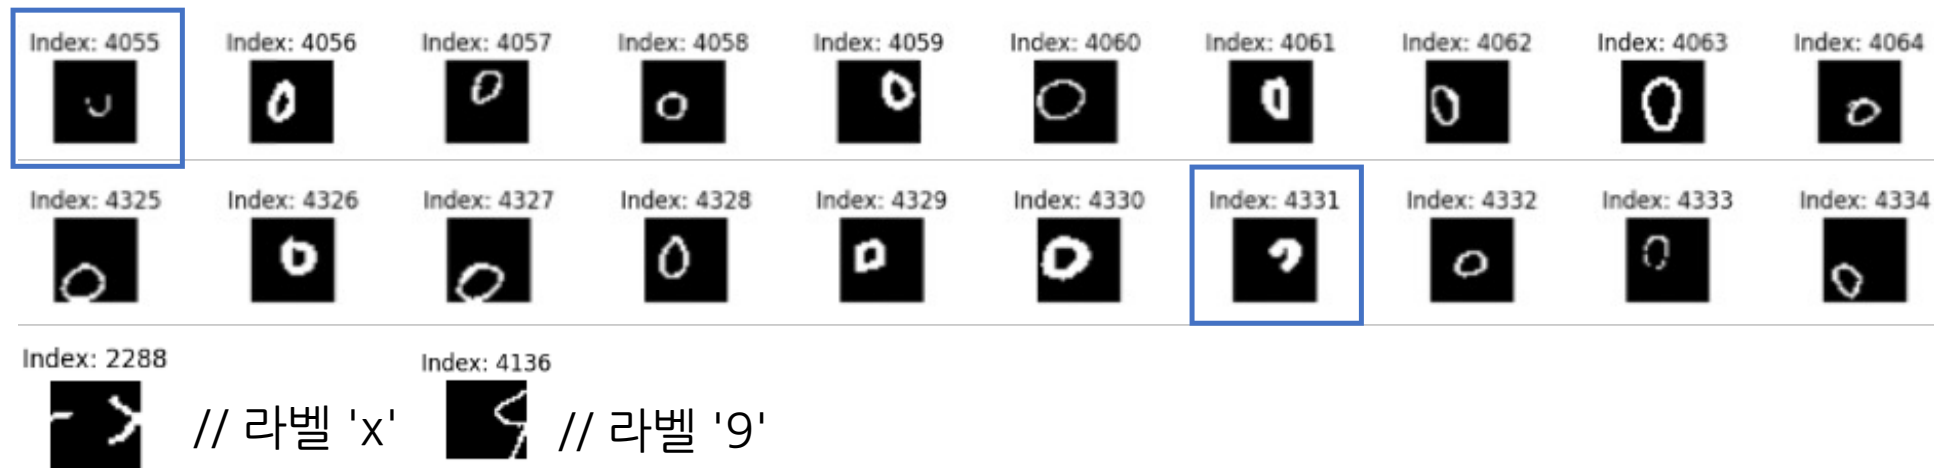 Index: 4055 Index: 4056 Index: 4057 Index: 4058 Index: 4059 Index: 4060 Index: 4061 Index: 4062 Index: 4063 Index: 4064
Index: 4325 Index: 4326 Index: 4327 Index: 4328 Index: 4329 Index: 4330 Index: 4331 Index: 4332 Index: 4333 Index: 4334
Index: 2288 Index: 4136
// 라벨 'x' // 라벨 '9'